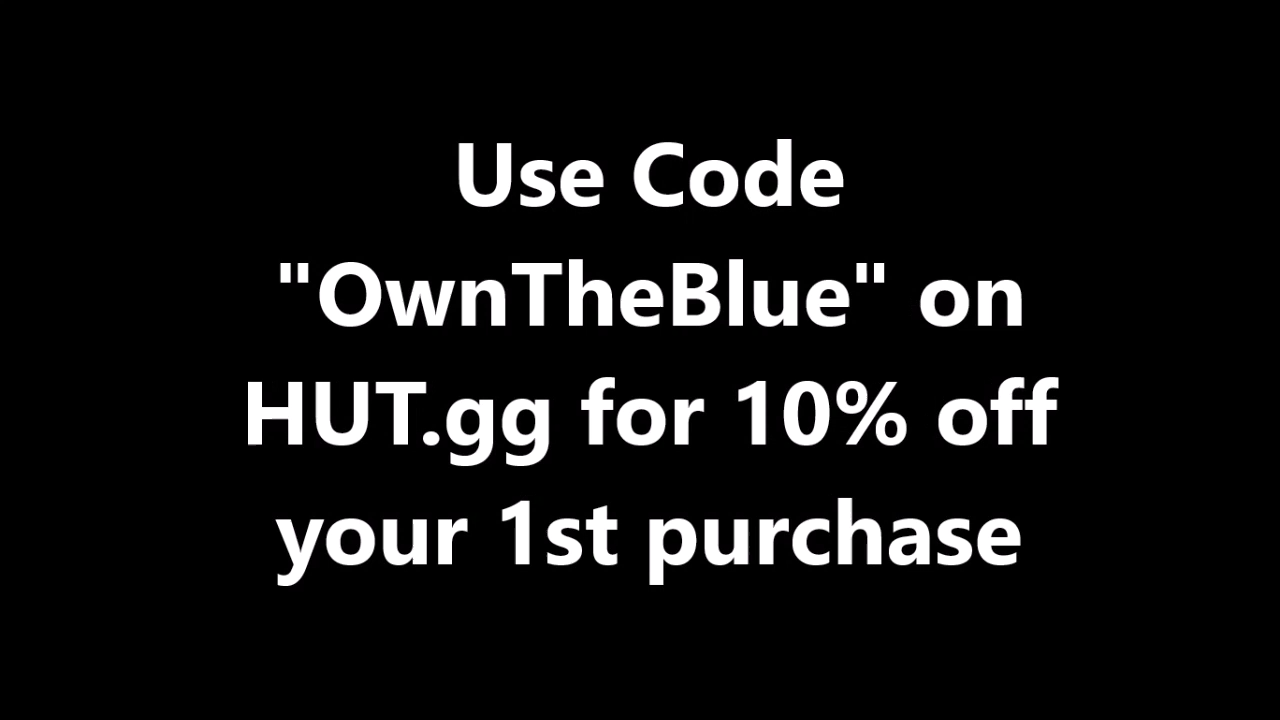 Use Code
"OwnTheBlue" on
HUT.gg for 10% off
your 1st purchase